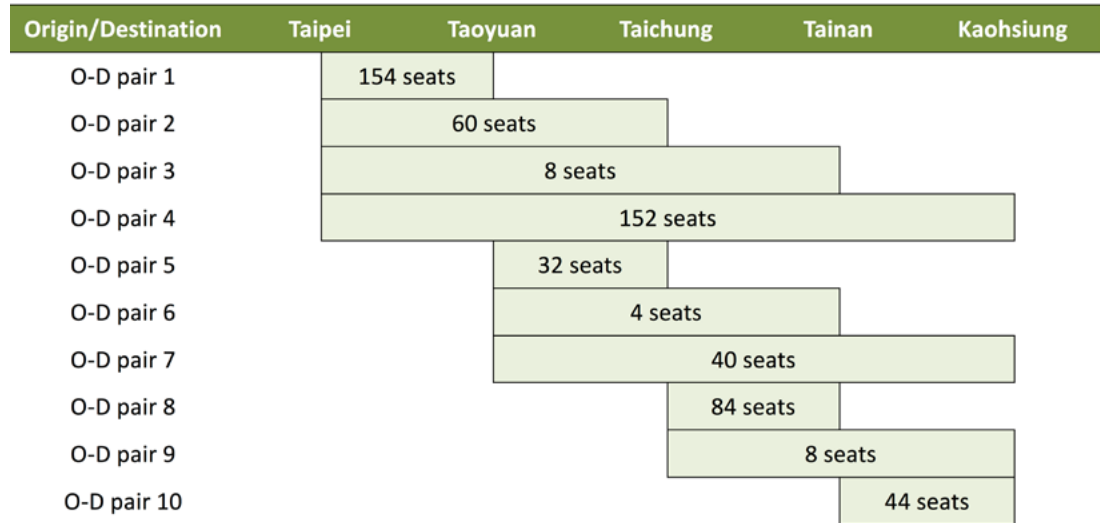 Origin/Destination Taipei Taoyuan Taichung Tainan Kaohsiung
O-D pair 1 154 seats
O-D pair 2 60 seats
O-D pair 3 8 seats
O-D pair 4 152 seats
O-D pair 5 32 seats
O-D pair 6 4 seats
O-D pair 7 40 seats
O-D pair 8 84 seats
O-D pair 9 8 seats
O-D pair 10 44 seats